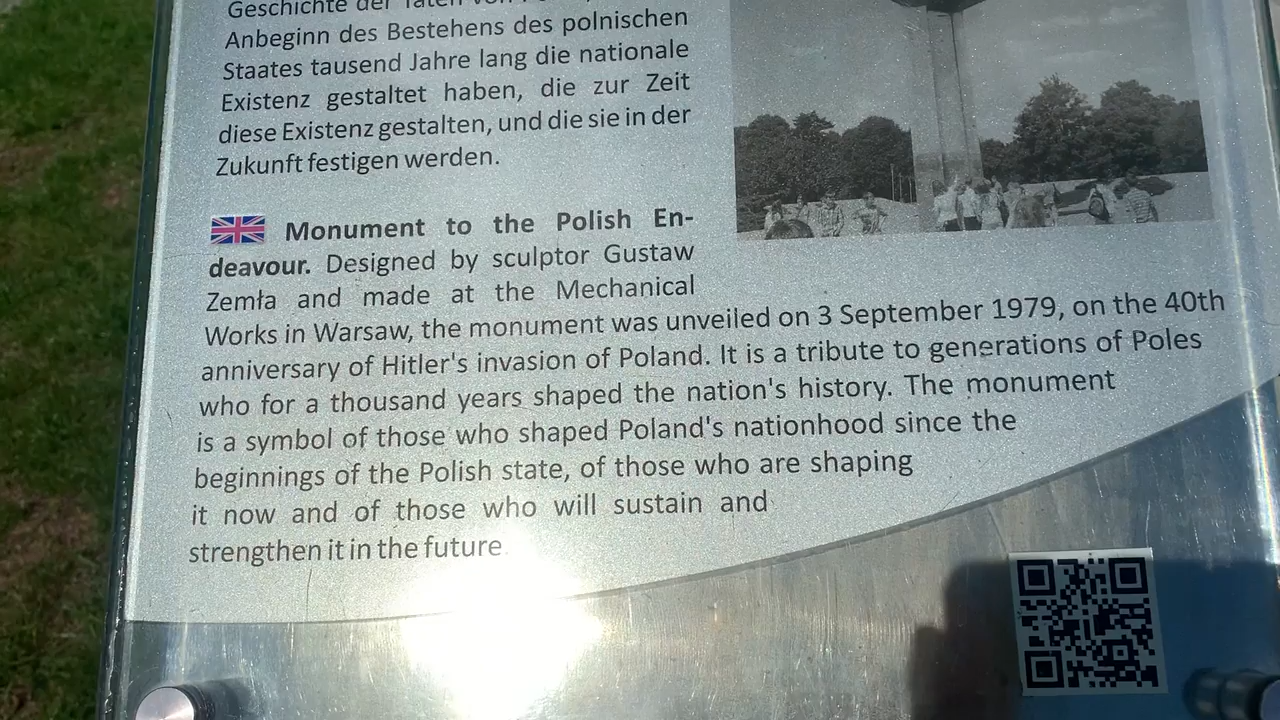 Geschichte der Taten von
Anbeginn des Bestehens des polnischen
Staates tausend Jahre lang die nationale
Existenz gestaltet haben, die zur Zeit
diese Existenz gestalten, und die sie in der
Zukunft festigen werden.
Monument to the Polish En-
deavour. Designed by sculptor Gustaw
Zemła and made at the Mechanical
Works in Warsaw, the monument was unveiled on 3 September 1979, on the 40th
anniversary of Hitler's invasion of Poland. It is a tribute to generations of Poles
who for a thousand years shaped the nation's history. The monument
is a symbol of those who shaped Poland's nationhood since the
beginnings of the Polish state, of those who are shaping
it now and of those who will sustain and
strengthen it in the future.